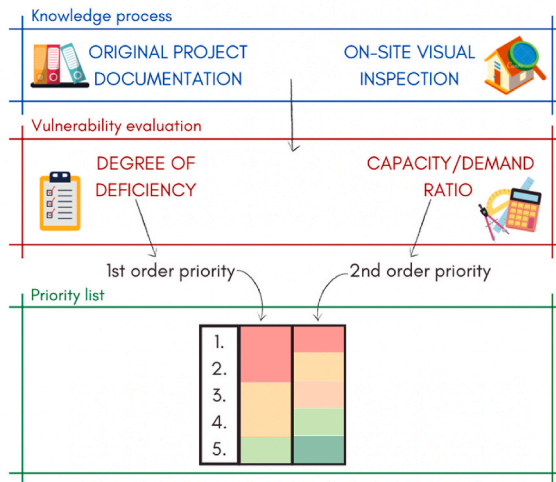 Knowledge process
ORIGINAL PROJECT
DOCUMENTATION
ON-SITE VISUAL
INSPECTION
Vulnerability evaluation
DEGREE OF
DEFICIENCY
CAPACITY/DEMAND
RATIO
1st order priority
2nd order priority
Priority list
1.
2.
3.
4.
5.